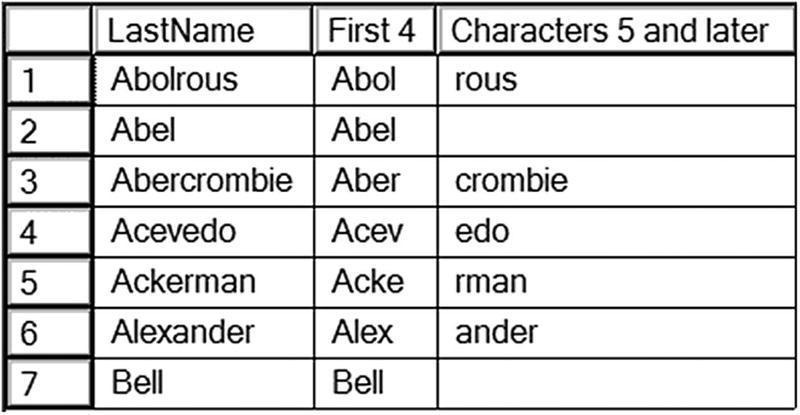 LastName First 4 Characters 5 and later
1 Abolrous Abol rous
2 Abel Abel
3 Abercrombie Aber crombie
4 Acevedo Acev edo
5 Ackerman Acke rman
6 Alexander Alex ander
7 Bell Bell